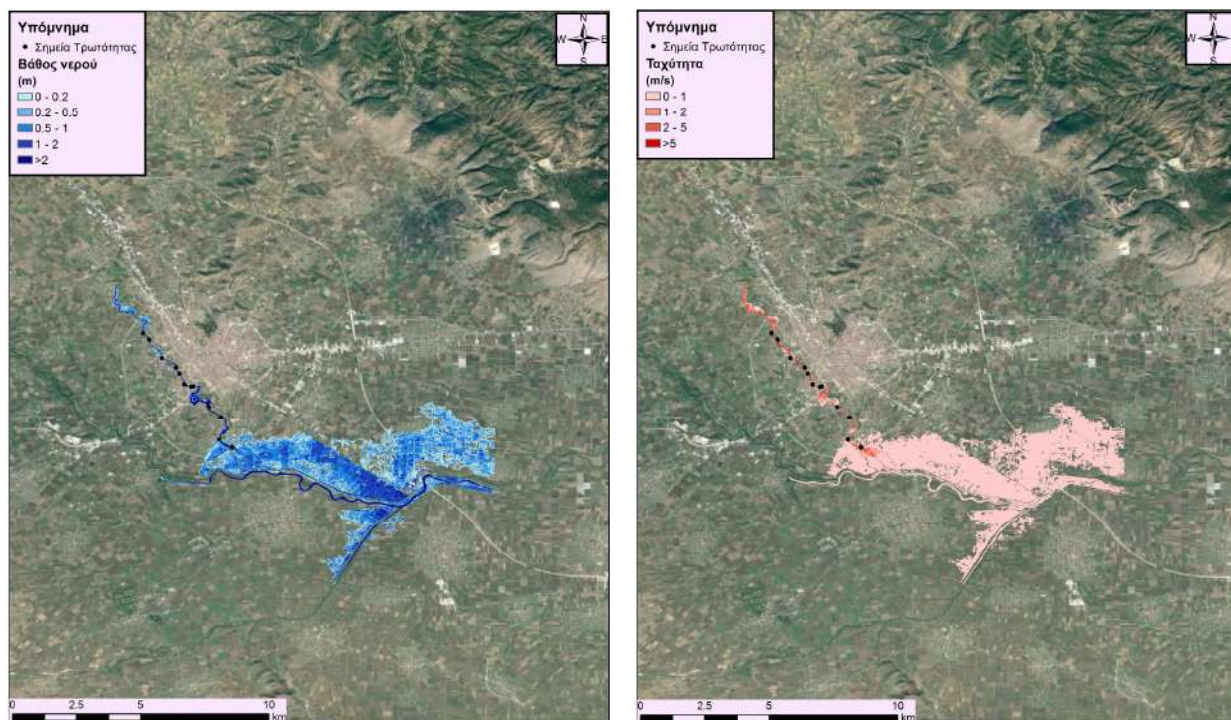 Υπόμνημα
• Σημεία Τρωτότητας
Βάθος νερού
(m)
0 - 0.2
0.2 - 0.5
0.5 - 1
1 - 2
>2
N
W E
S
0 2.5 5 10
km
Υπόμνημα
• Σημεία Τρωτότητας
Ταχύτητα
(m/s)
0 - 1
1 - 2
2 - 5
>5
N
W E
S
0 2.5 5 10
km